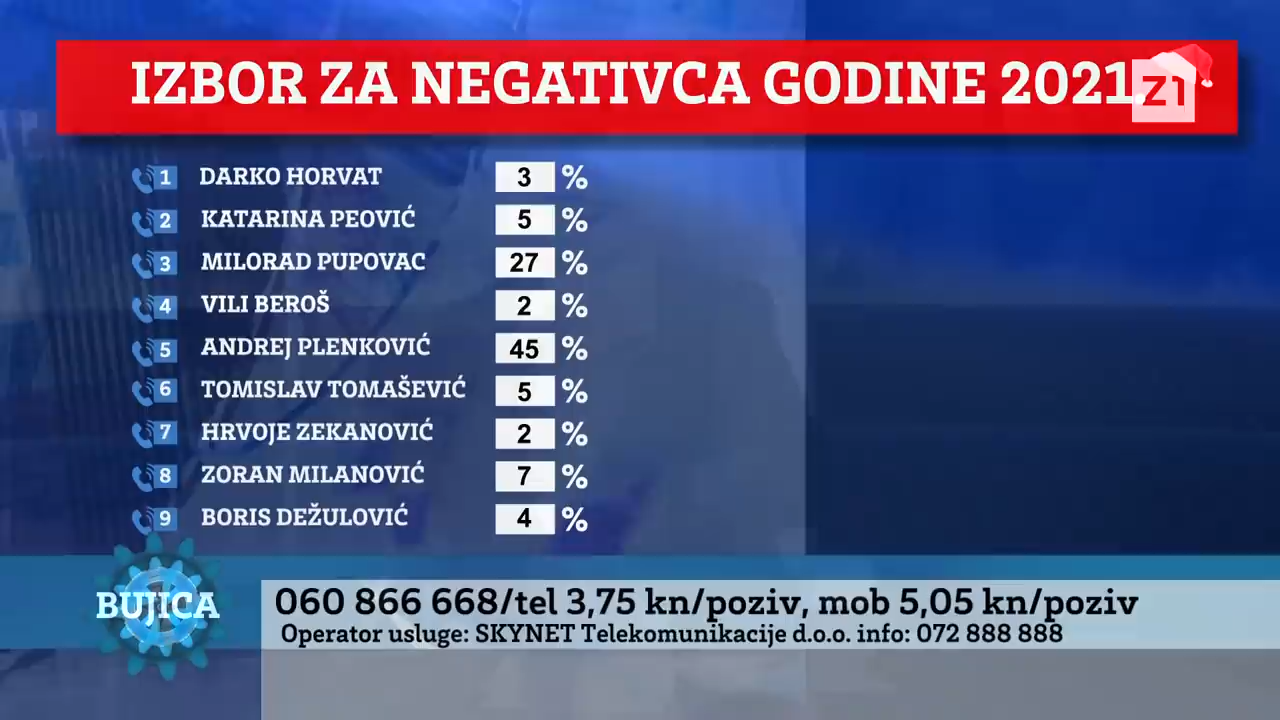 IZBOR ZA NEGATIVCA GODINE 2021.
Z1
1 DARKO HORVAT 3 %
2 KATARINA PEOVIĆ 5 %
3 MILORAD PUPOVAC 27 %
4 VILI BEROŠ 2 %
5 ANDREJ PLENKOVIĆ 45 %
6 TOMISLAV TOMAŠEVIĆ 5 %
7 HRVOJE ZEKANOVIĆ 2 %
8 ZORAN MILANOVIĆ 7 %
9 BORIS DEŽULOVIĆ 4 %
BUJICA
060 866 668/tel 3,75 kn/poziv, mob 5,05 kn/poziv
Operator usluge: SKYNET Telekomunikacije d.o.o. info: 072 888 888